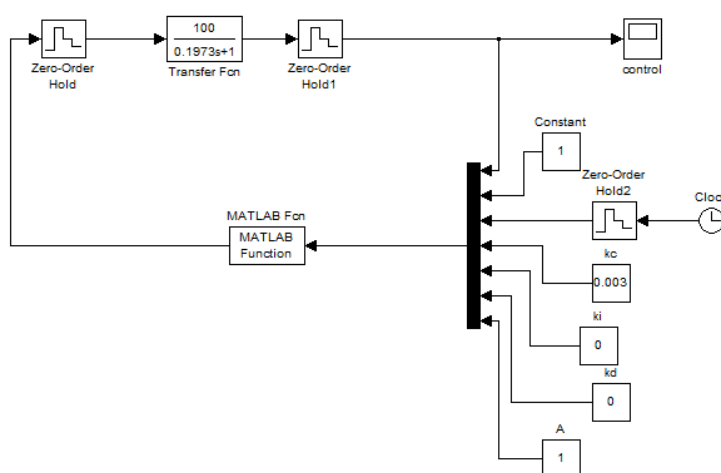 100
0.1973s+1
Zero-Order
Hold
Transfer Fcn
Zero-Order
Hold1
control
Constant
1
Zero-Order
Hold2
Cloc
MATLAB Fcn
MATLAB
Function
kc
0.003
ki
0
kd
0
A
1